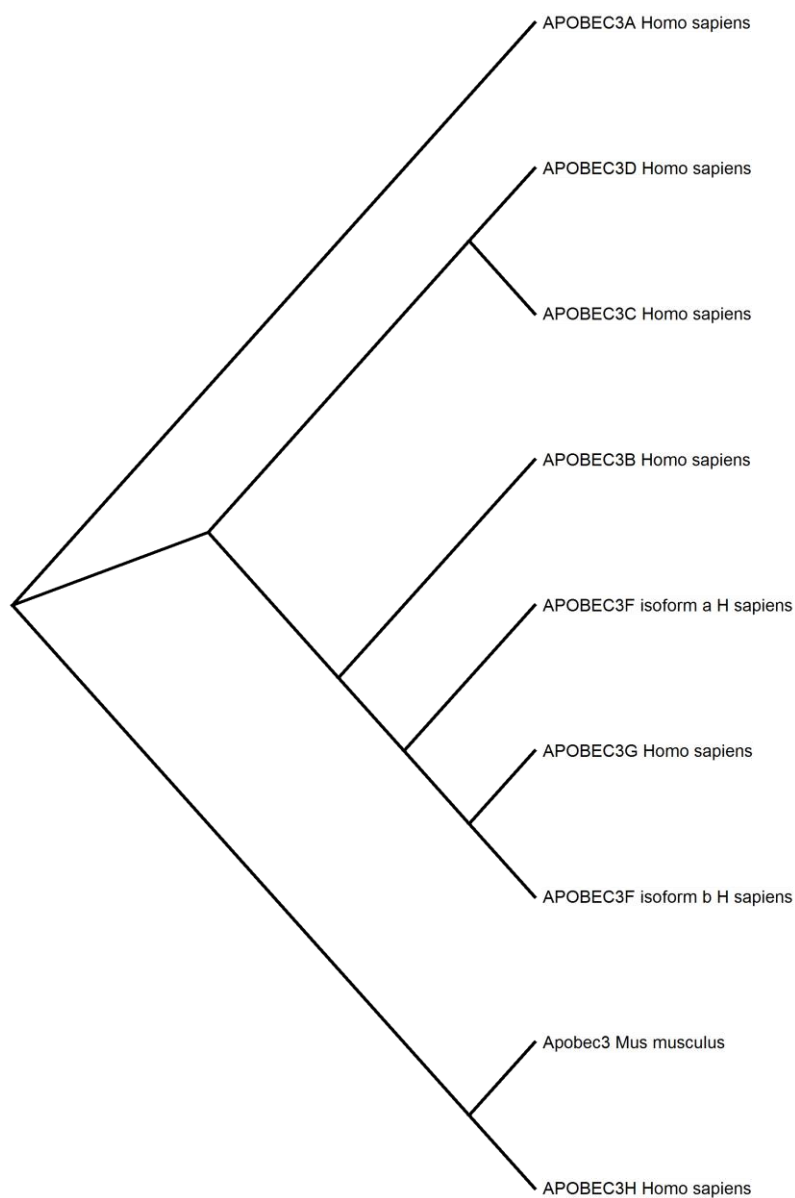 APOBEC3A Homo sapiens
APOBEC3D Homo sapiens
APOBEC3C Homo sapiens
APOBEC3B Homo sapiens
APOBEC3F isoform a H sapiens
APOBEC3G Homo sapiens
APOBEC3F isoform b H sapiens
Apobec3 Mus musculus
APOBEC3H Homo sapiens